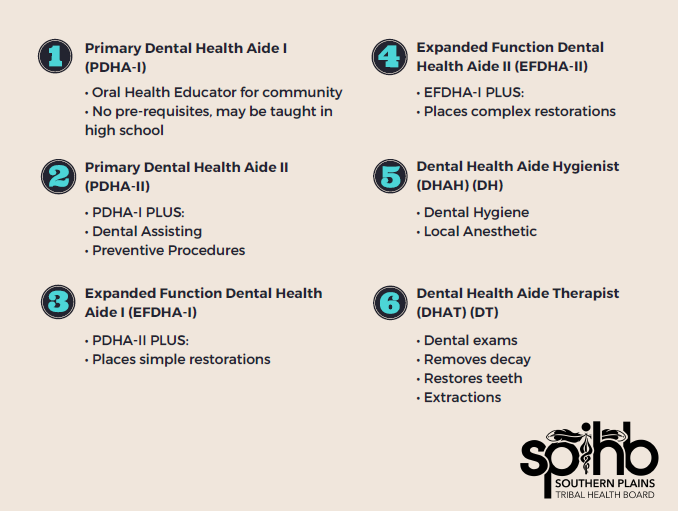 1
Primary Dental Health Aide I
(PDHA-I)
• Oral Health Educator for community
• No pre-requisites, may be taught in
high school
2
Primary Dental Health Aide II
(PDHA-II)
• PDHA-I PLUS:
• Dental Assisting
• Preventive Procedures
3
Expanded Function Dental Health
Aide I (EFDHA-I)
• PDHA-II PLUS:
• Places simple restorations
4
Expanded Function Dental
Health Aide II (EFDHA-II)
• EFDHA-I PLUS:
• Places complex restorations
5
Dental Health Aide Hygienist
(DHAH) (DH)
• Dental Hygiene
• Local Anesthetic
6
Dental Health Aide Therapist
(DHAT) (DT)
• Dental exams
• Removes decay
• Restores teeth
• Extractions
spthb
SOUTHERN PLAINS
TRIBAL HEALTH BOARD